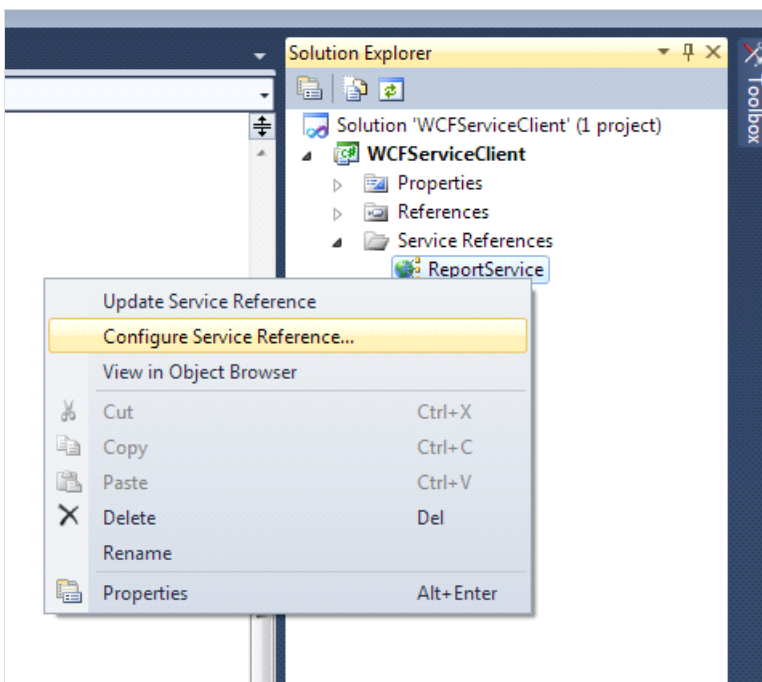 Solution Explorer
Toolbox
Solution 'WCFServiceClient' (1 project)
C#
WCFServiceClient
Properties
References
Service References
ReportService
Update Service Reference
Configure Service Reference...
View in Object Browser
Cut Ctrl+X
Copy Ctrl+C
Paste Ctrl+V
Delete Del
Rename
Properties Alt+Enter